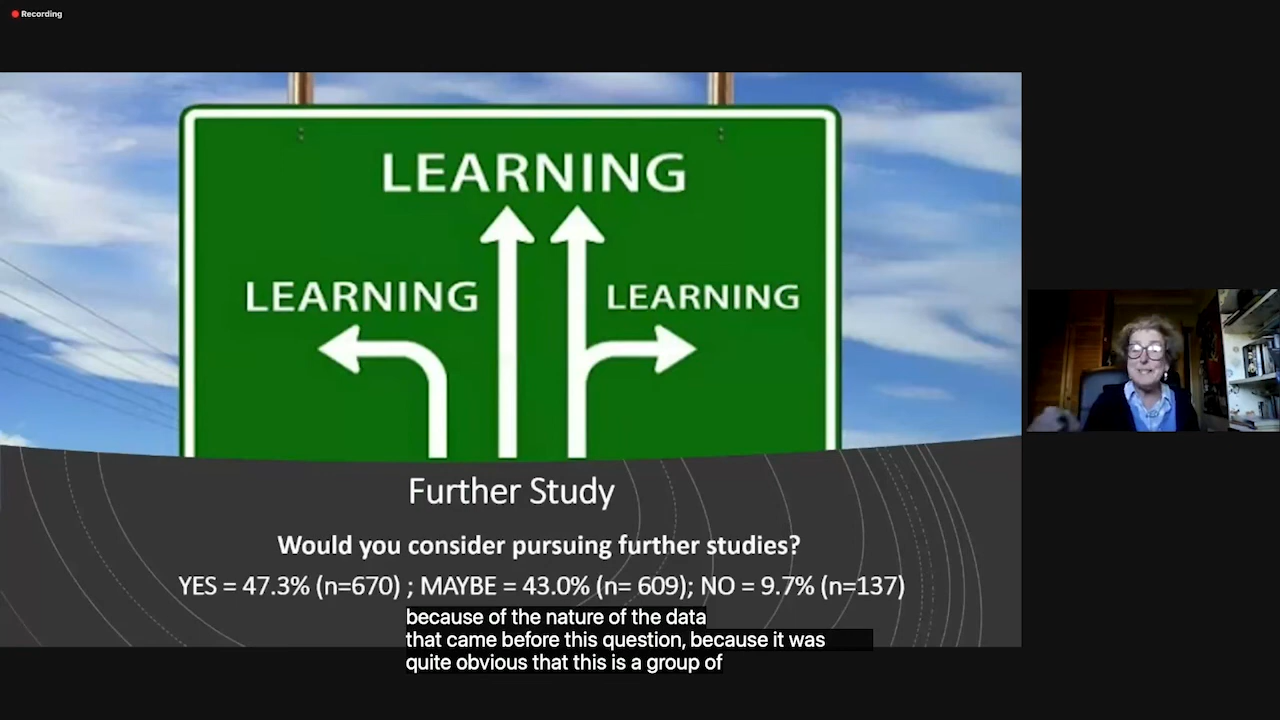 Recording
LEARNING
LEARNING
LEARNING
Further Study
Would you consider pursuing further studies?
YES = 47.3% (n=670) ; MAYBE = 43.0% (n= 609); NO = 9.7% (n=137)
because of the nature of the data
that came before this question, because it was
quite obvious that this is a group of